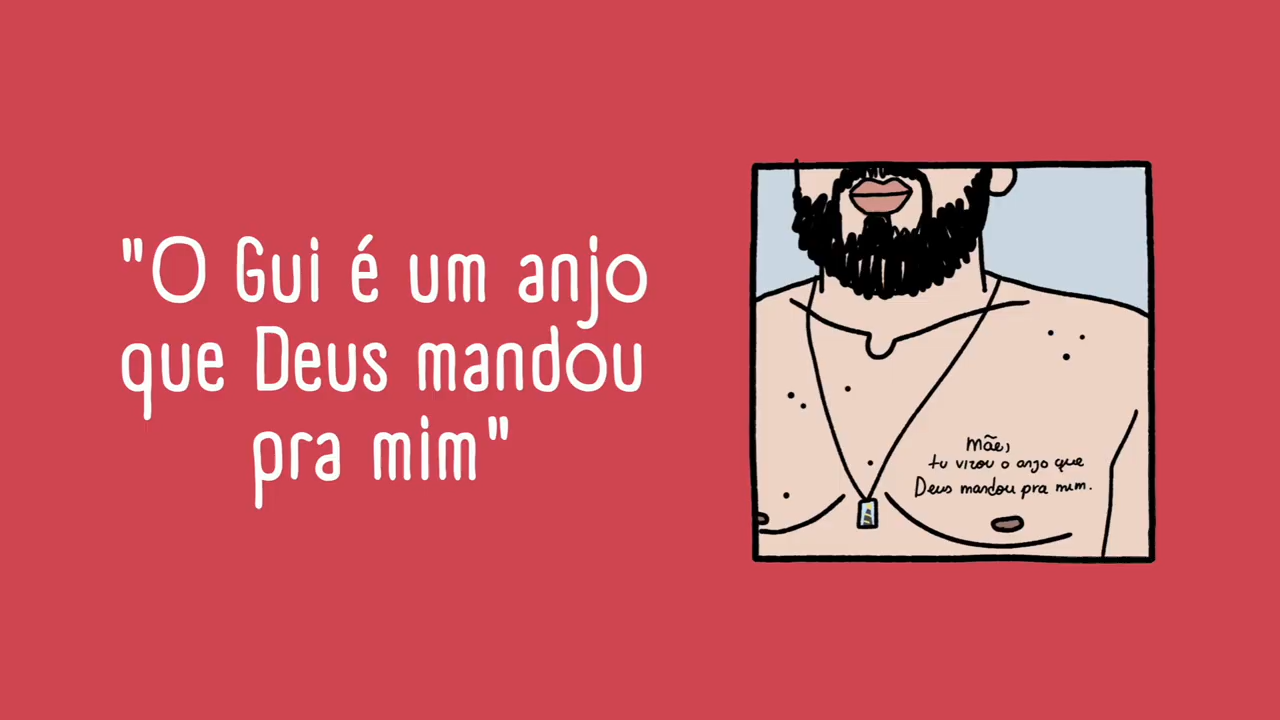 "O Gui é um anjo
que Deus mandou
pra mim"
Mãe,
tu virou o anjo que
Deus mandou pra mim.